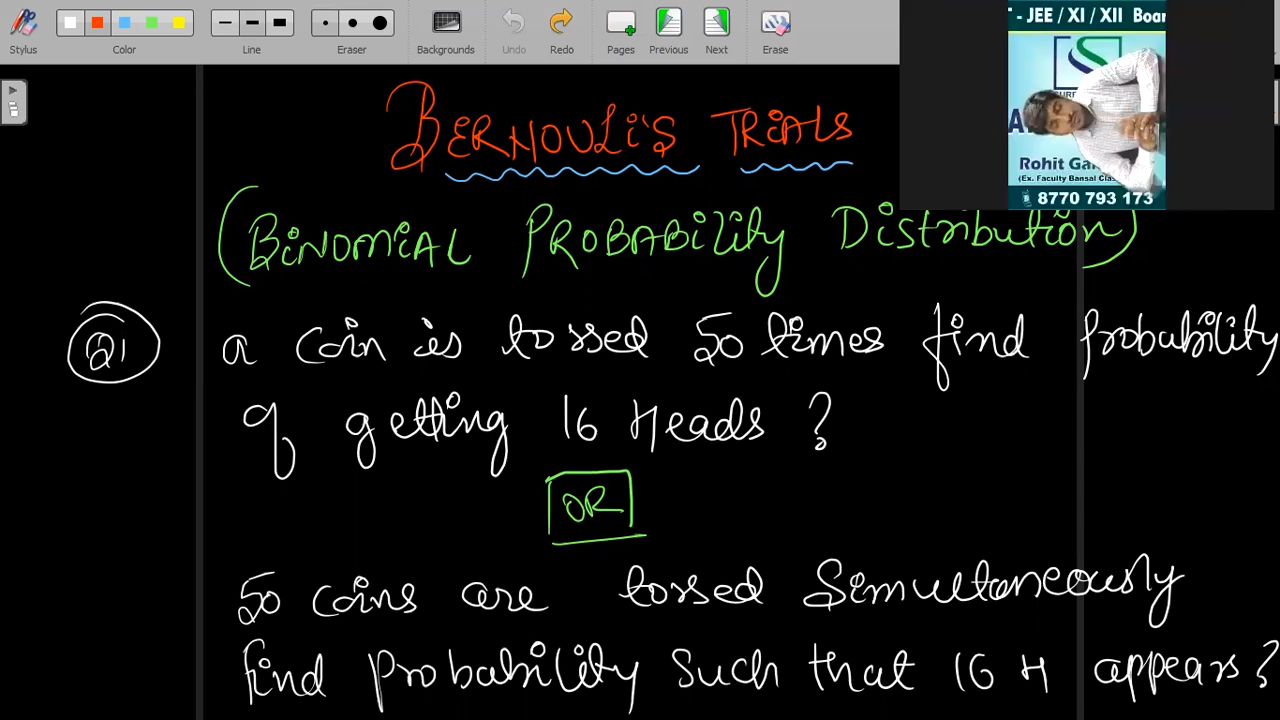 Stylus
Color
Line
Eraser
Backgrounds
Undo
Redo
Pages
Previous
Next
Erase
- JEE / XI / XII Boar
Rohit Ga
(Ex. Faculty Bansal Clas
8770 793 173
BERNOULI'S TRIALS
(BINOMIAL PROBABILITY DISTRIBUTION)
Q1 a coin is tossed 50 times find probability
of getting 16 Heads ?
OR
50 coins are tossed Simultaneously
find probability such that 16 H appears?